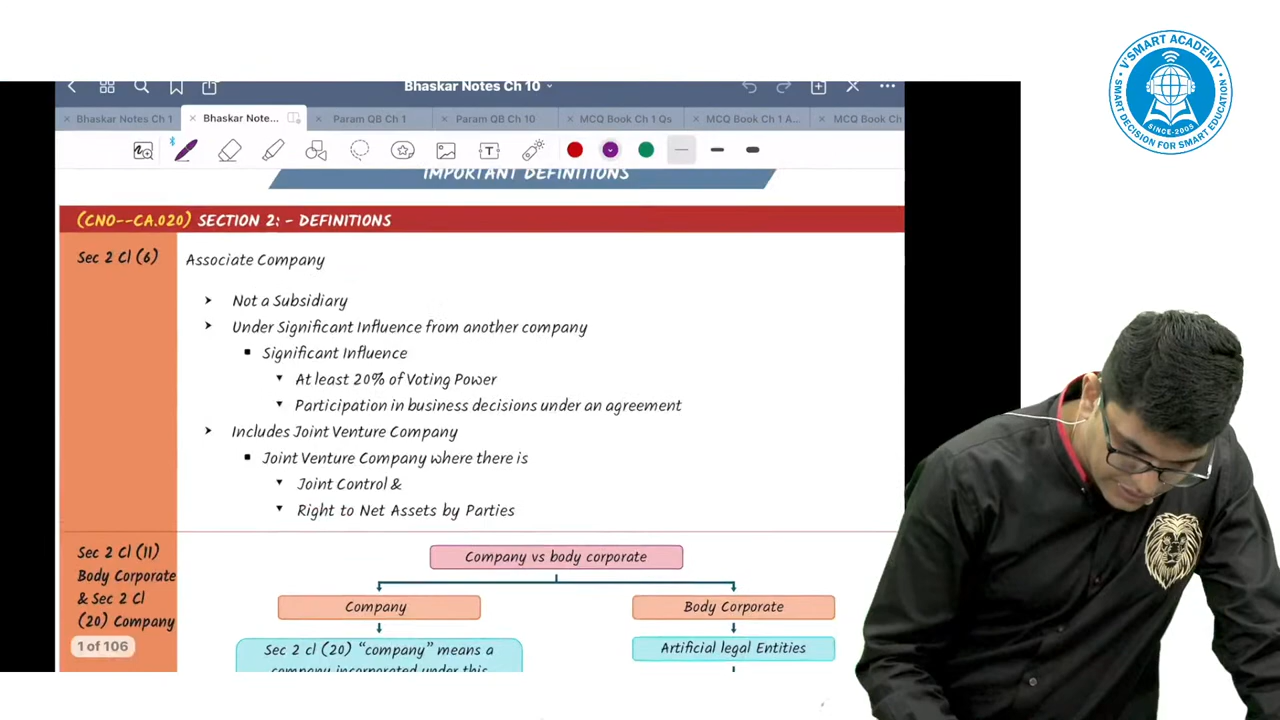 V'SMART ACADEMY
SMART DECISION FOR SMART EDUCATION
SINCE-2005
Bhaskar Notes Ch 10
Bhaskar Notes Ch 1
Bhaskar Note...
Param QB Ch 1
Param QB Ch 10
MCQ Book Ch 1 Qs
MCQ Book Ch 1 A...
MCQ Book Ch
IMPORTANT DEFINITIONS
(CNO--CA.020) SECTION 2: - DEFINITIONS
Sec 2 Cl (6)
Associate Company
Not a Subsidiary
Under Significant Influence from another company
Significant Influence
At least 20% of Voting Power
Participation in business decisions under an agreement
Includes Joint Venture Company
Joint Venture Company where there is
Joint Control &
Right to Net Assets by Parties
Sec 2 Cl (11)
Body Corporate
& Sec 2 Cl
(20) Company
1 of 106
Company vs body corporate
Company
Body Corporate
Sec 2 cl (20) “company” means a
company incorporated under this
Artificial legal Entities